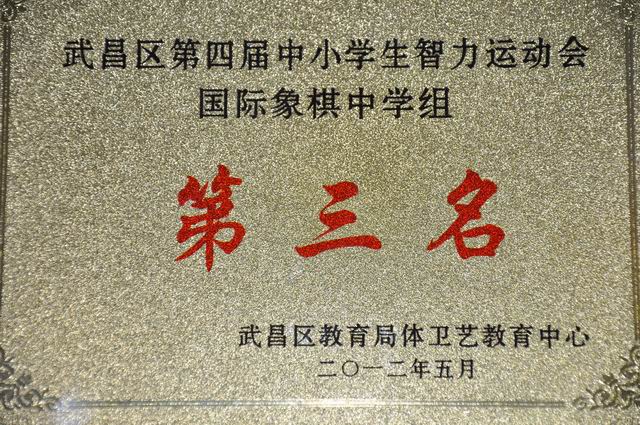 武昌区第四届中小学生智力运动会
国际象棋中学组
第三名
武昌区教育局体卫艺教育中心
二〇一二年五月